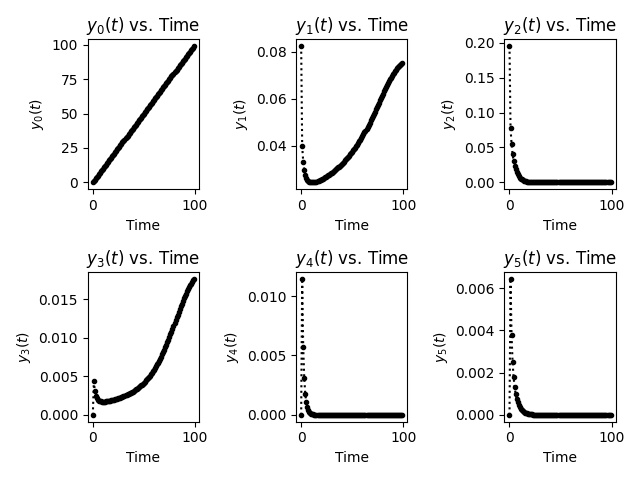 y₀(t) vs. Time
100
75
50
25
0
y₀(t)
0
100
Time
y₁(t) vs. Time
0.08
0.06
0.04
y₁(t)
0
100
Time
y₂(t) vs. Time
0.20
0.15
0.10
0.05
0.00
y₂(t)
0
100
Time
y₃(t) vs. Time
0.015
0.010
0.005
0.000
y₃(t)
0
100
Time
y₄(t) vs. Time
0.010
0.005
0.000
y₄(t)
0
100
Time
y₅(t) vs. Time
0.006
0.004
0.002
0.000
y₅(t)
0
100
Time